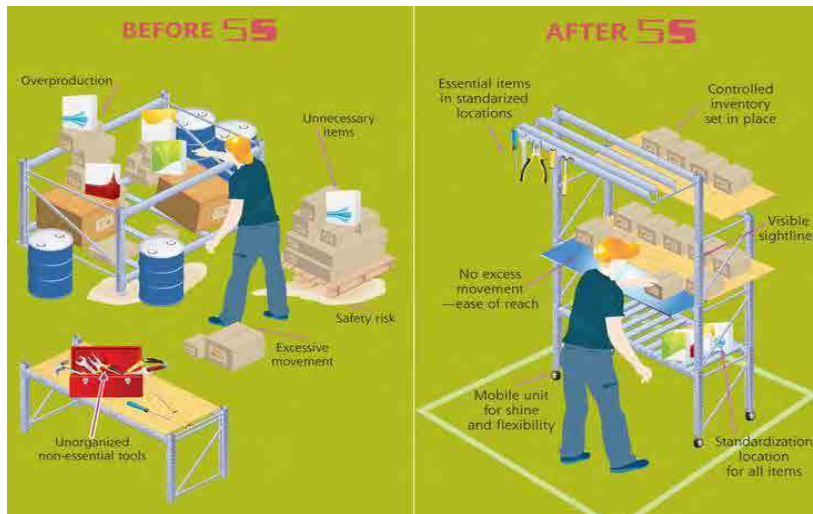 BEFORE 5S
Overproduction
Unnecessary
items
Safety risk
Excessive
movement
Unorganized
non-essential tools
AFTER 5S
Essential items
in standarized
locations
Controlled
inventory
set in place
Visible
sightline
No excess
movement
—ease of reach
Mobile unit
for shine
and flexibility
Standardization
location
for all items